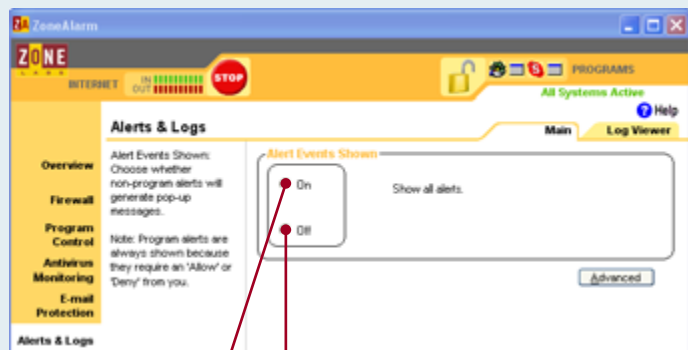 ZA ZoneAlarm
ZONE
LABS
INTERNET
IN
OUT
STOP
PROGRAMS
All Systems Active
Help
Alerts & Logs
Main
Log Viewer
Overview
Firewall
Program
Control
Antivirus
Monitoring
E-mail
Protection
Alerts & Logs
Alert Events Shown:
Choose whether
non-program alerts will
generate pop-up
messages.
Note: Program alerts are
always shown because
they require an 'Allow' or
'Deny' from you.
Alert Events Shown
On
Off
Show all alerts.
Advanced